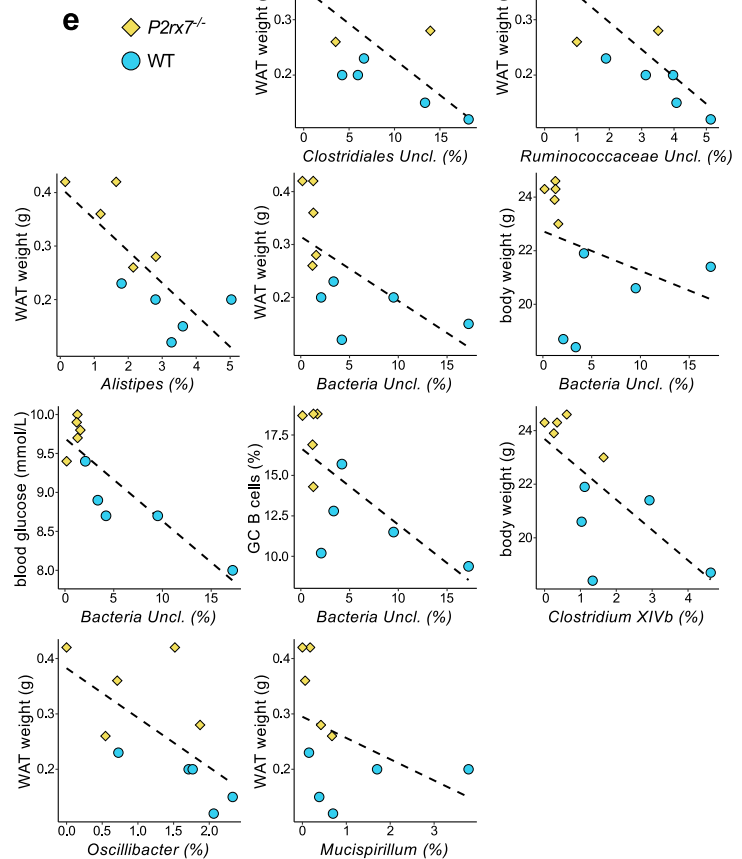 e
P2rx7-/-
WT
WAT weight (g)
0.3
0.2
0 5 10 15
Clostridiales Uncl. (%)
WAT weight (g)
0.3
0.2
0 1 2 3 4 5
Ruminococcaceae Uncl. (%)
WAT weight (g)
0.4
0.3
0.2
0 1 2 3 4 5
Alistipes (%)
WAT weight (g)
0.4
0.3
0.2
0 5 10 15
Bacteria Uncl. (%)
body weight (g)
24
22
20
0 5 10 15
Bacteria Uncl. (%)
blood glucose (mmol/L)
10.0
9.5
9.0
8.5
8.0
0 5 10 15
Bacteria Uncl. (%)
GC B cells (%)
17.5
15.0
12.5
10.0
0 5 10 15
Bacteria Uncl. (%)
body weight (g)
24
22
20
0 1 2 3 4
Clostridium XIVb (%)
WAT weight (g)
0.4
0.3
0.2
0.0 0.5 1.0 1.5 2.0
Oscillibacter (%)
WAT weight (g)
0.4
0.3
0.2
0 1 2 3
Mucispirillum (%)